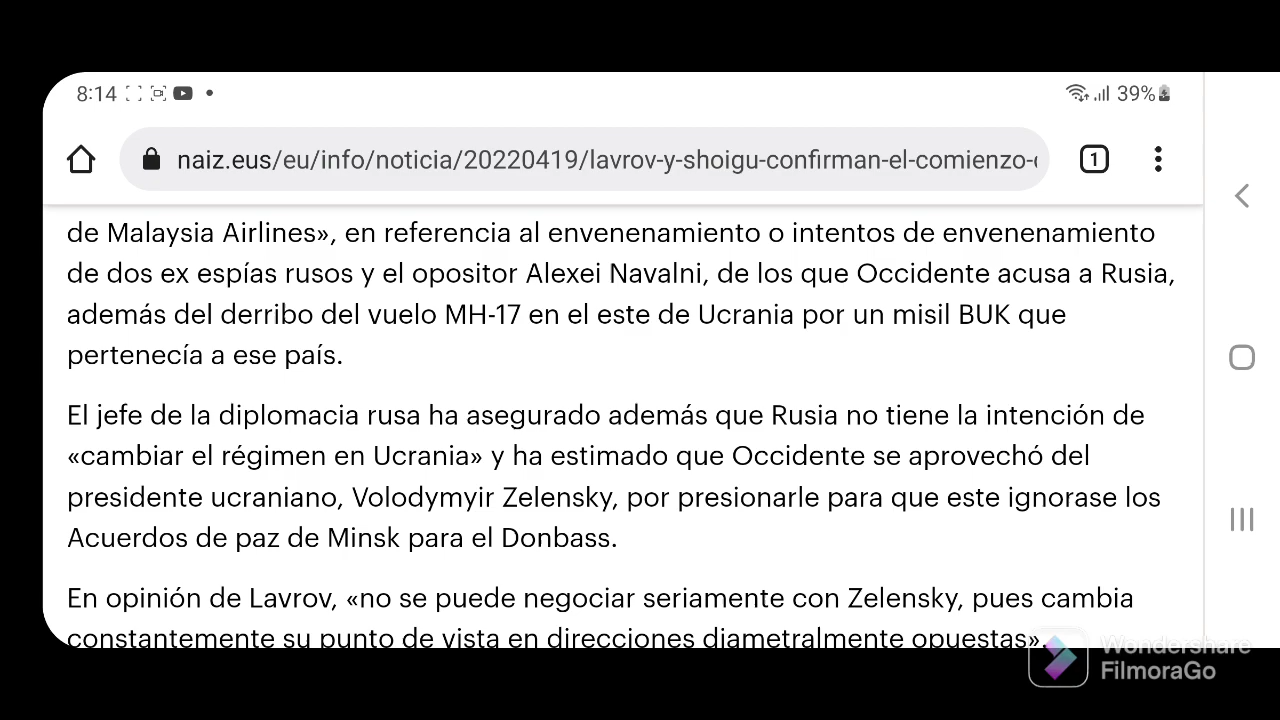 8:14
39%
naiz.eus/eu/info/noticia/20220419/lavrov-y-shoigu-confirman-el-comienzo-
1
de Malaysia Airlines», en referencia al envenenamiento o intentos de envenenamiento
de dos ex espías rusos y el opositor Alexei Navalni, de los que Occidente acusa a Rusia,
además del derribo del vuelo MH-17 en el este de Ucrania por un misil BUK que
pertenecía a ese país.
El jefe de la diplomacia rusa ha asegurado además que Rusia no tiene la intención de
«cambiar el régimen en Ucrania» y ha estimado que Occidente se aprovechó del
presidente ucraniano, Volodymyir Zelensky, por presionarle para que este ignorase los
Acuerdos de paz de Minsk para el Donbass.
En opinión de Lavrov, «no se puede negociar seriamente con Zelensky, pues cambia
constantemente su punto de vista en direcciones diametralmente opuestas».
Wondershare
FilmoraGo